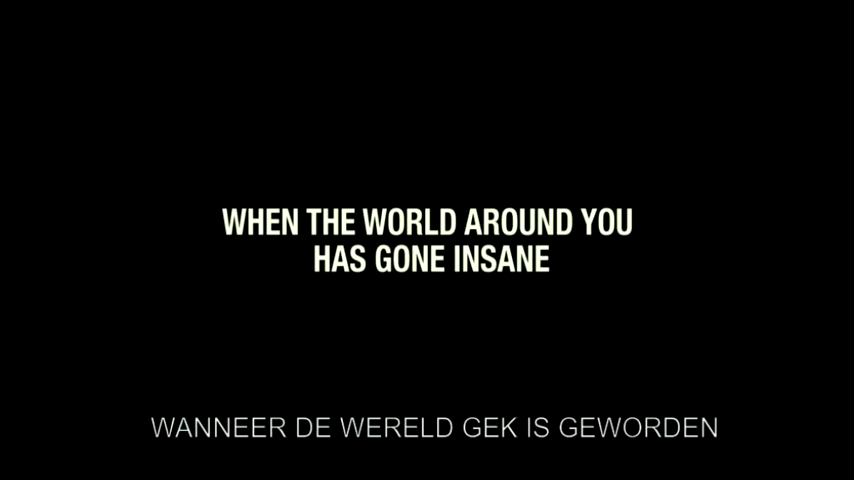 WHEN THE WORLD AROUND YOU
HAS GONE INSANE
WANNEER DE WERELD GEK IS GEWORDEN